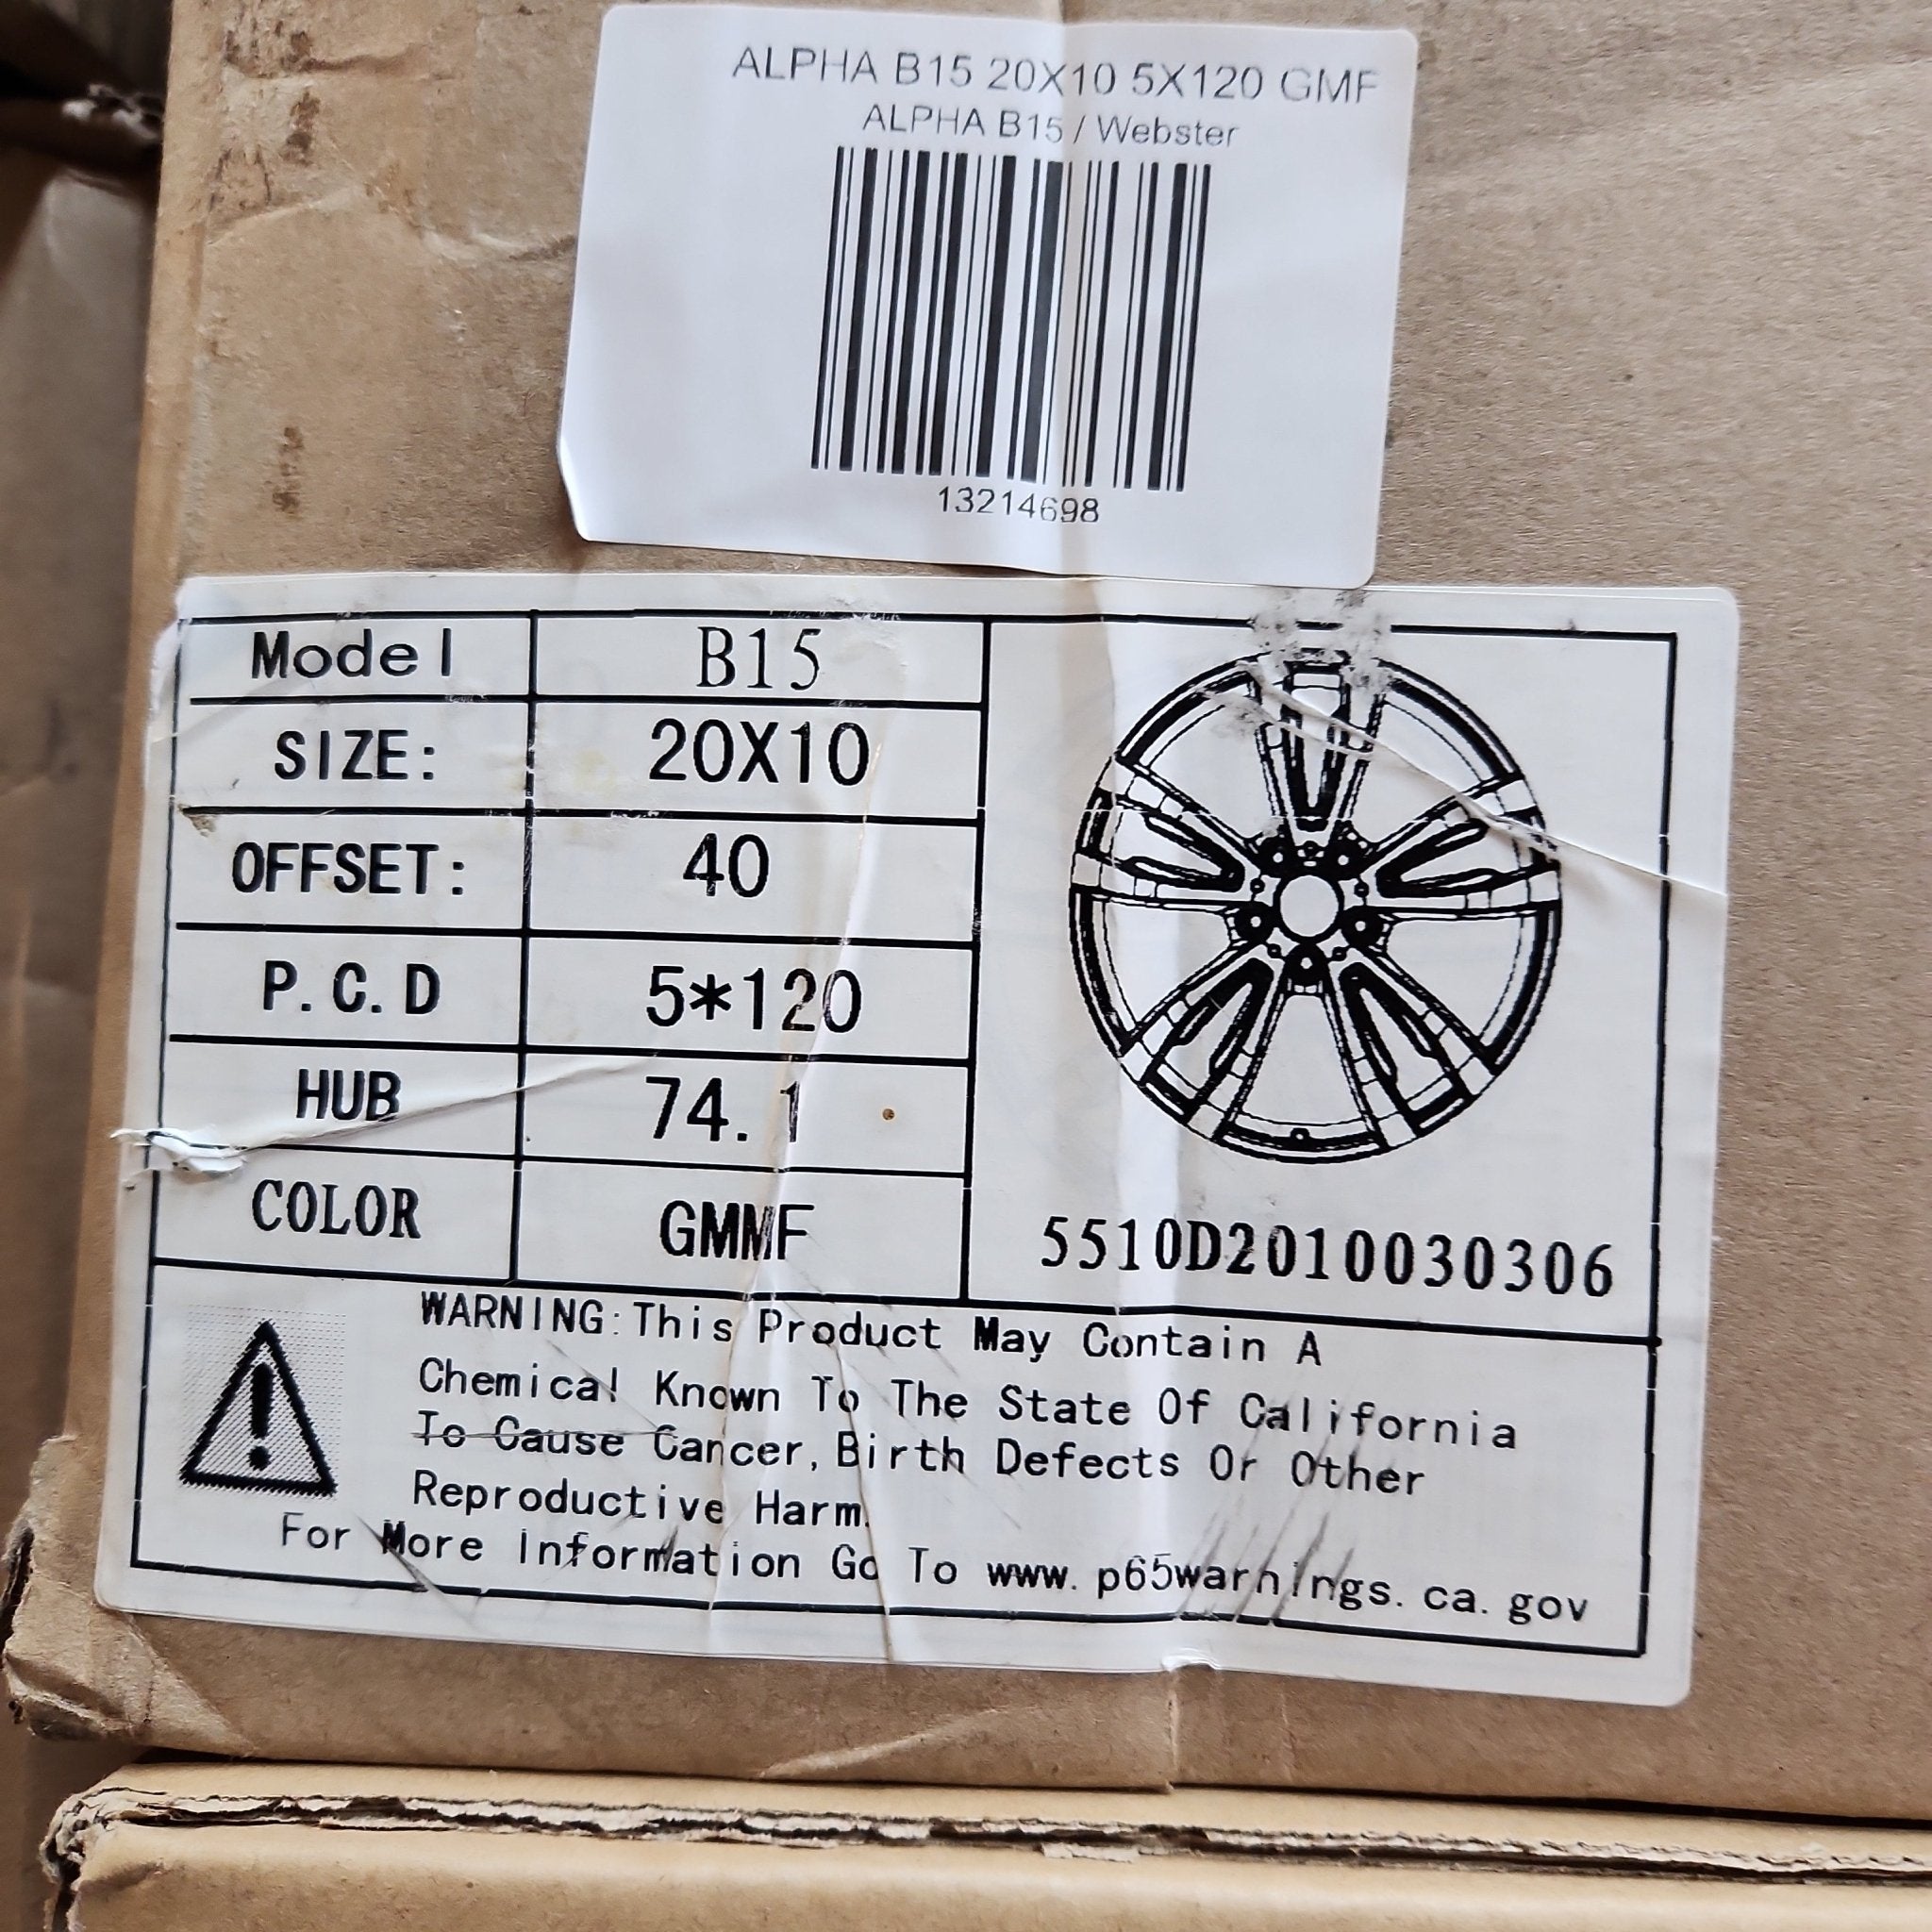 ALPHA B15 20X10 5X120 GMF
ALPHA B15 / Webster
13214698
Model B15
SIZE: 20X10
OFFSET: 40
P.C.D 5*120
HUB 74.1
COLOR GMMF
5510D2010030306
WARNING:This Product May Contain A
Chemical Known To The State Of California
To Cause Cancer, Birth Defects Or Other
Reproductive Harm.
For More Information Go To www.p65warnings.ca.gov